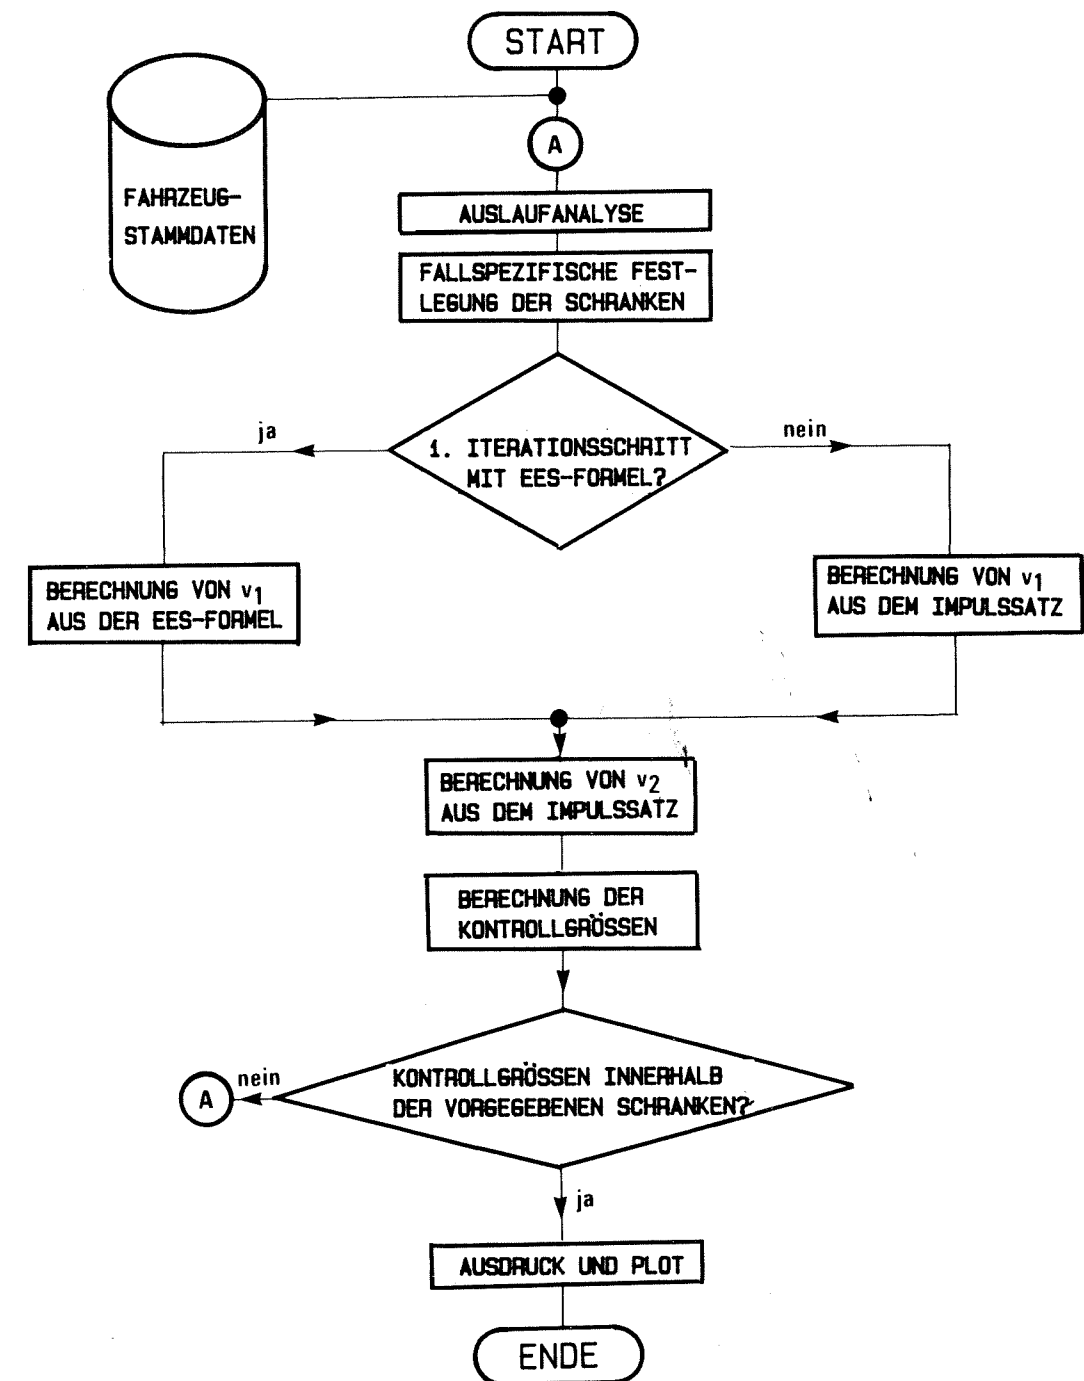 START
A
FAHRZEUG-
STAMMDATEN
AUSLAUFANALYSE
FALLSPEZIFISCHE FEST-
LEGUNG DER SCHRANKEN
ja
nein
1. ITERATIONSSCHRITT
MIT EES-FORMEL?
BERECHNUNG VON v1
AUS DER EES-FORMEL
BERECHNUNG VON v1
AUS DEM IMPULSSATZ
BERECHNUNG VON v2
AUS DEM IMPULSSATZ
BERECHNUNG DER
KONTROLLGRÖSSEN
KONTROLLGRÖSSEN INNERHALB
DER VORGEGEBENEN SCHRANKEN?
nein
A
ja
AUSDRUCK UND PLOT
ENDE